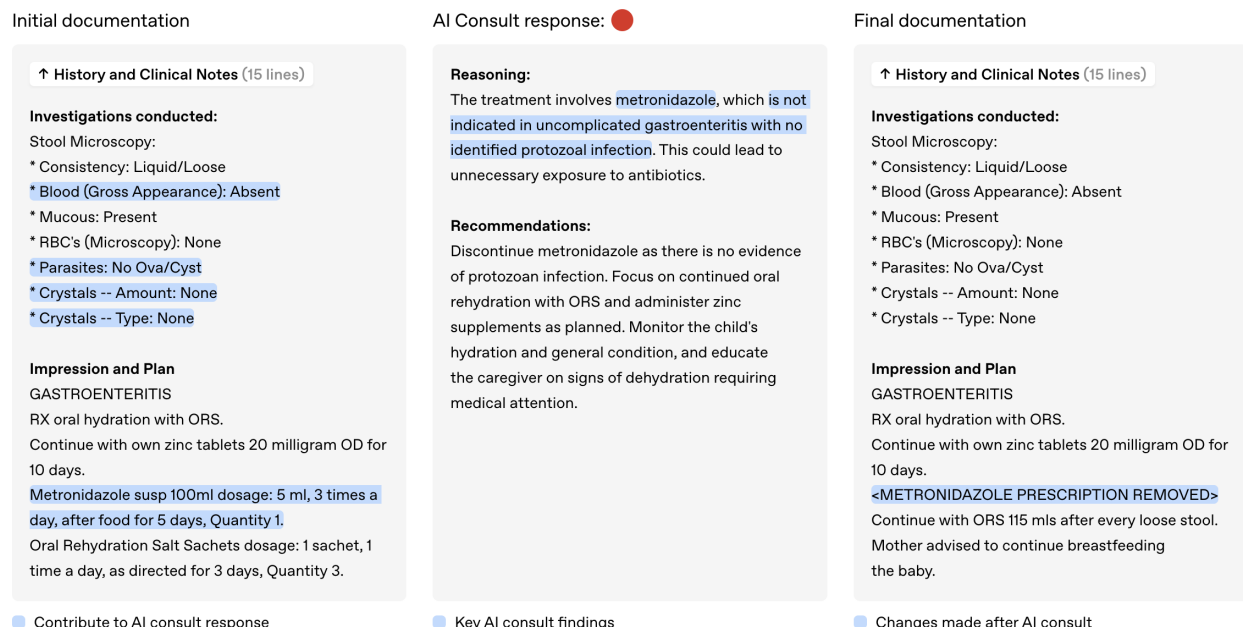 Initial documentation
↑ History and Clinical Notes (15 lines)
Investigations conducted:
Stool Microscopy:
* Consistency: Liquid/Loose
* Blood (Gross Appearance): Absent
* Mucous: Present
* RBC's (Microscopy): None
* Parasites: No Ova/Cyst
* Crystals -- Amount: None
* Crystals -- Type: None
Impression and Plan
GASTROENTERITIS
RX oral hydration with ORS.
Continue with own zinc tablets 20 milligram OD for
10 days.
Metronidazole susp 100ml dosage: 5 ml, 3 times a
day, after food for 5 days, Quantity 1.
Oral Rehydration Salt Sachets dosage: 1 sachet, 1
time a day, as directed for 3 days, Quantity 3.
Contribute to AI consult response
AI Consult response:
Reasoning:
The treatment involves metronidazole, which is not
indicated in uncomplicated gastroenteritis with no
identified protozoal infection. This could lead to
unnecessary exposure to antibiotics.
Recommendations:
Discontinue metronidazole as there is no evidence
of protozoan infection. Focus on continued oral
rehydration with ORS and administer zinc
supplements as planned. Monitor the child's
hydration and general condition, and educate
the caregiver on signs of dehydration requiring
medical attention.
Key AI consult findings
Final documentation
↑ History and Clinical Notes (15 lines)
Investigations conducted:
Stool Microscopy:
* Consistency: Liquid/Loose
* Blood (Gross Appearance): Absent
* Mucous: Present
* RBC's (Microscopy): None
* Parasites: No Ova/Cyst
* Crystals -- Amount: None
* Crystals -- Type: None
Impression and Plan
GASTROENTERITIS
RX oral hydration with ORS.
Continue with own zinc tablets 20 milligram OD for
10 days.
<METRONIDAZOLE PRESCRIPTION REMOVED>
Continue with ORS 115 mls after every loose stool.
Mother advised to continue breastfeeding
the baby.
Changes made after AI consult